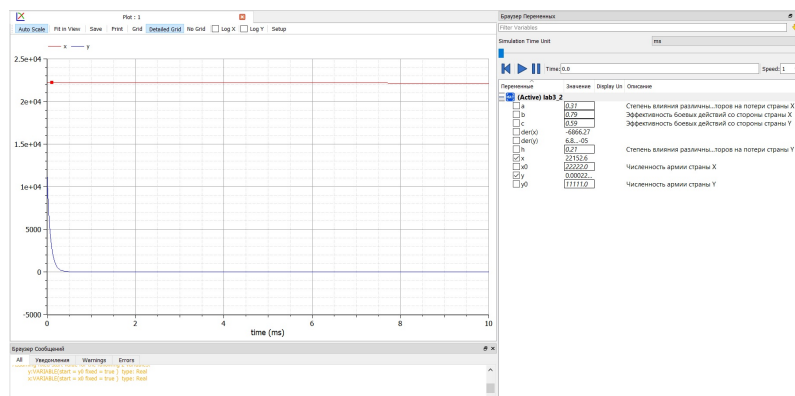 Plot : 1
Auto Scale Fit in View Save Print Grid Detailed Grid No Grid Log X Log Y Setup
x y
2.5e+04
2e+04
1.5e+04
1e+04
5000
0
-5000
0 2 4 6 8 10
time (ms)
Браузер Переменных
Filter Variables
Simulation Time Unit ms
Time: 0.0 Speed: 1
Переменные Значение Display Un Описание
(Active) lab3_2
a 0.31 Степень влияния различны...торов на потери страны X
b 0.79 Эффективность боевых действий со стороны страны X
c 0.59 Эффективность боевых действий со стороны страны Y
der(x) -6866.27
der(y) 6.8...-05
h 0.21 Степень влияния различны...торов на потери страны Y
x 22152.6
x0 22222.0 Численность армии страны X
y 0.00022...
y0 11111.0 Численность армии страны Y
Браузер Сообщений
All Уведомления Warnings Errors
y:VARIABLE(start = y0 fixed = true ) type: Real
x:VARIABLE(start = x0 fixed = true ) type: Real